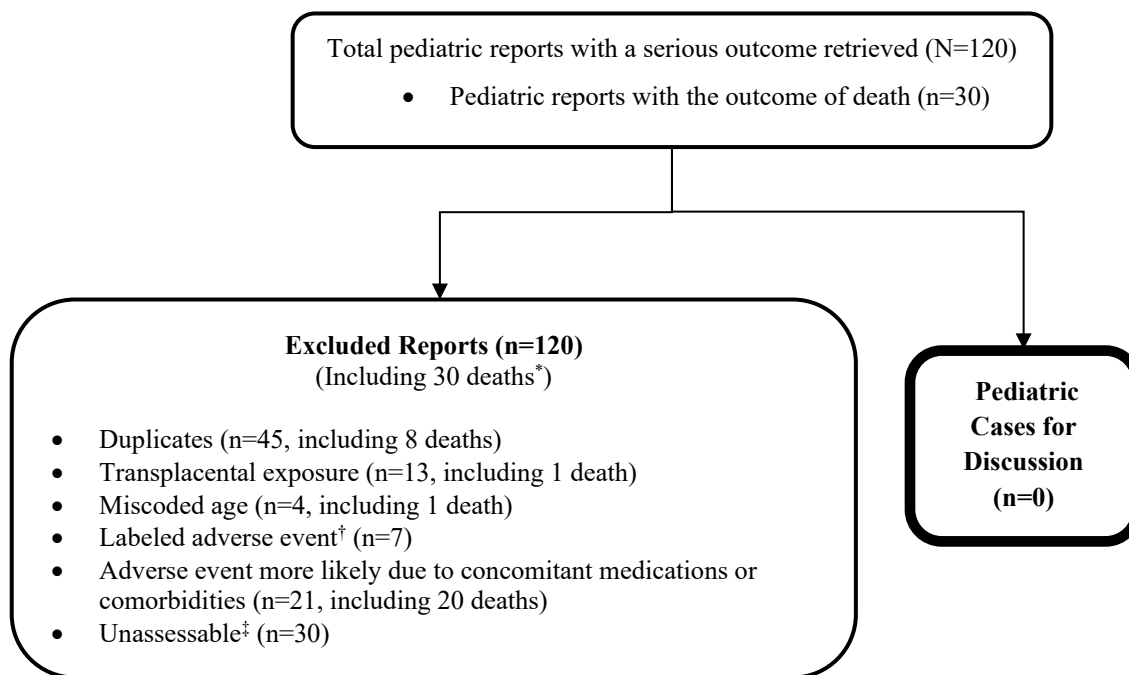 Total pediatric reports with a serious outcome retrieved (N=120)
• Pediatric reports with the outcome of death (n=30)
Excluded Reports (n=120)
(Including 30 deaths*)
• Duplicates (n=45, including 8 deaths)
• Transplacental exposure (n=13, including 1 death)
• Miscoded age (n=4, including 1 death)
• Labeled adverse event† (n=7)
• Adverse event more likely due to concomitant medications or
comorbidities (n=21, including 20 deaths)
• Unassessable‡ (n=30)
Pediatric
Cases for
Discussion
(n=0)